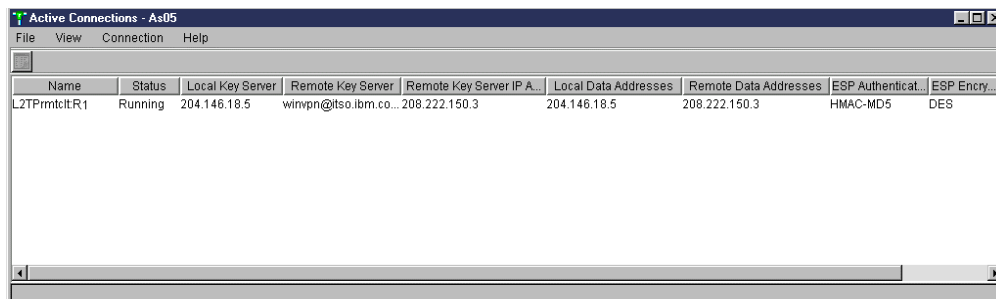 Active Connections - As05
File View Connection Help
Name Status Local Key Server Remote Key Server Remote Key Server IP A... Local Data Addresses Remote Data Addresses ESP Authenticat... ESP Encry...
L2TPrmtclt:R1 Running 204.146.18.5 winvpn@itso.ibm.co... 208.222.150.3 204.146.18.5 208.222.150.3 HMAC-MD5 DES